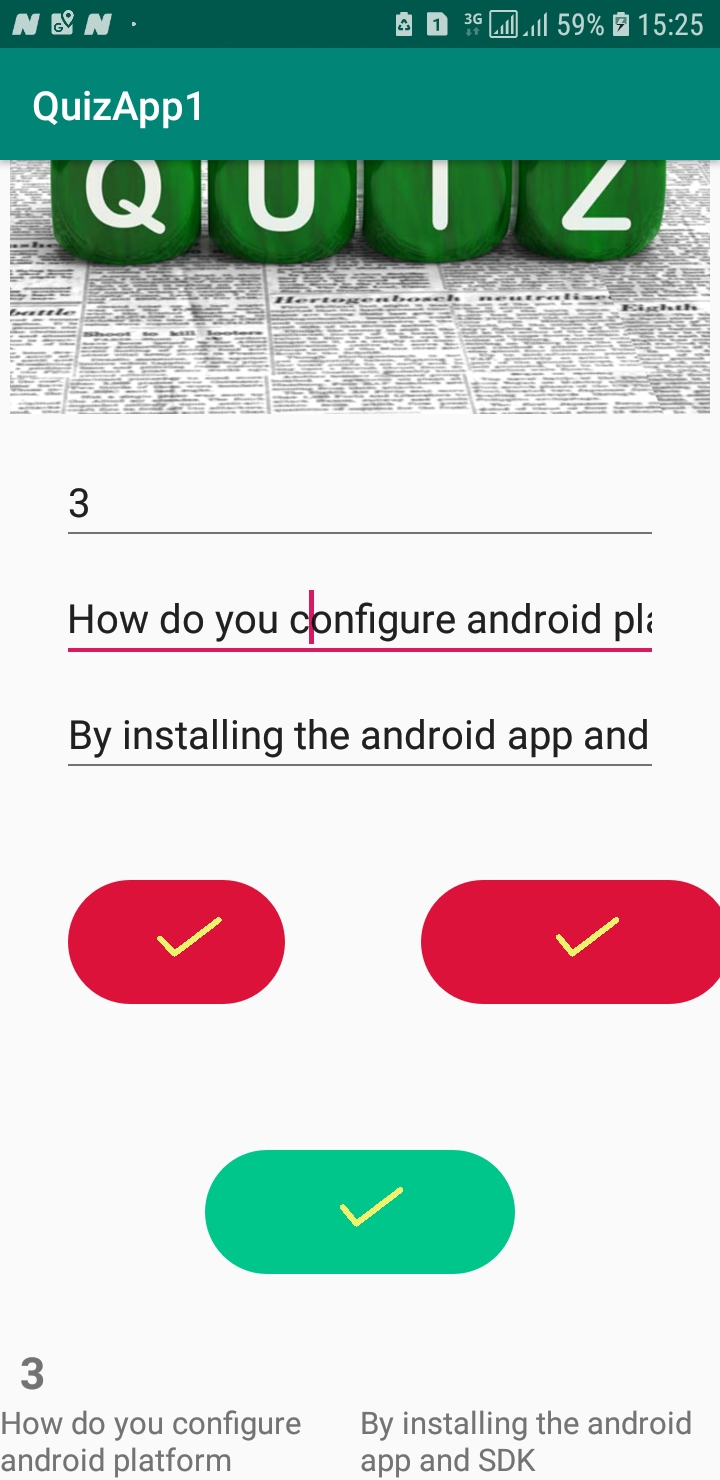 3G 59% 15:25
QuizApp1
QUIZ
Hertogenbosch neutralize
battle
Eighth
Shoot to kill looters
3
How do you configure android pla
By installing the android app and
3
How do you configure
android platform
By installing the android
app and SDK